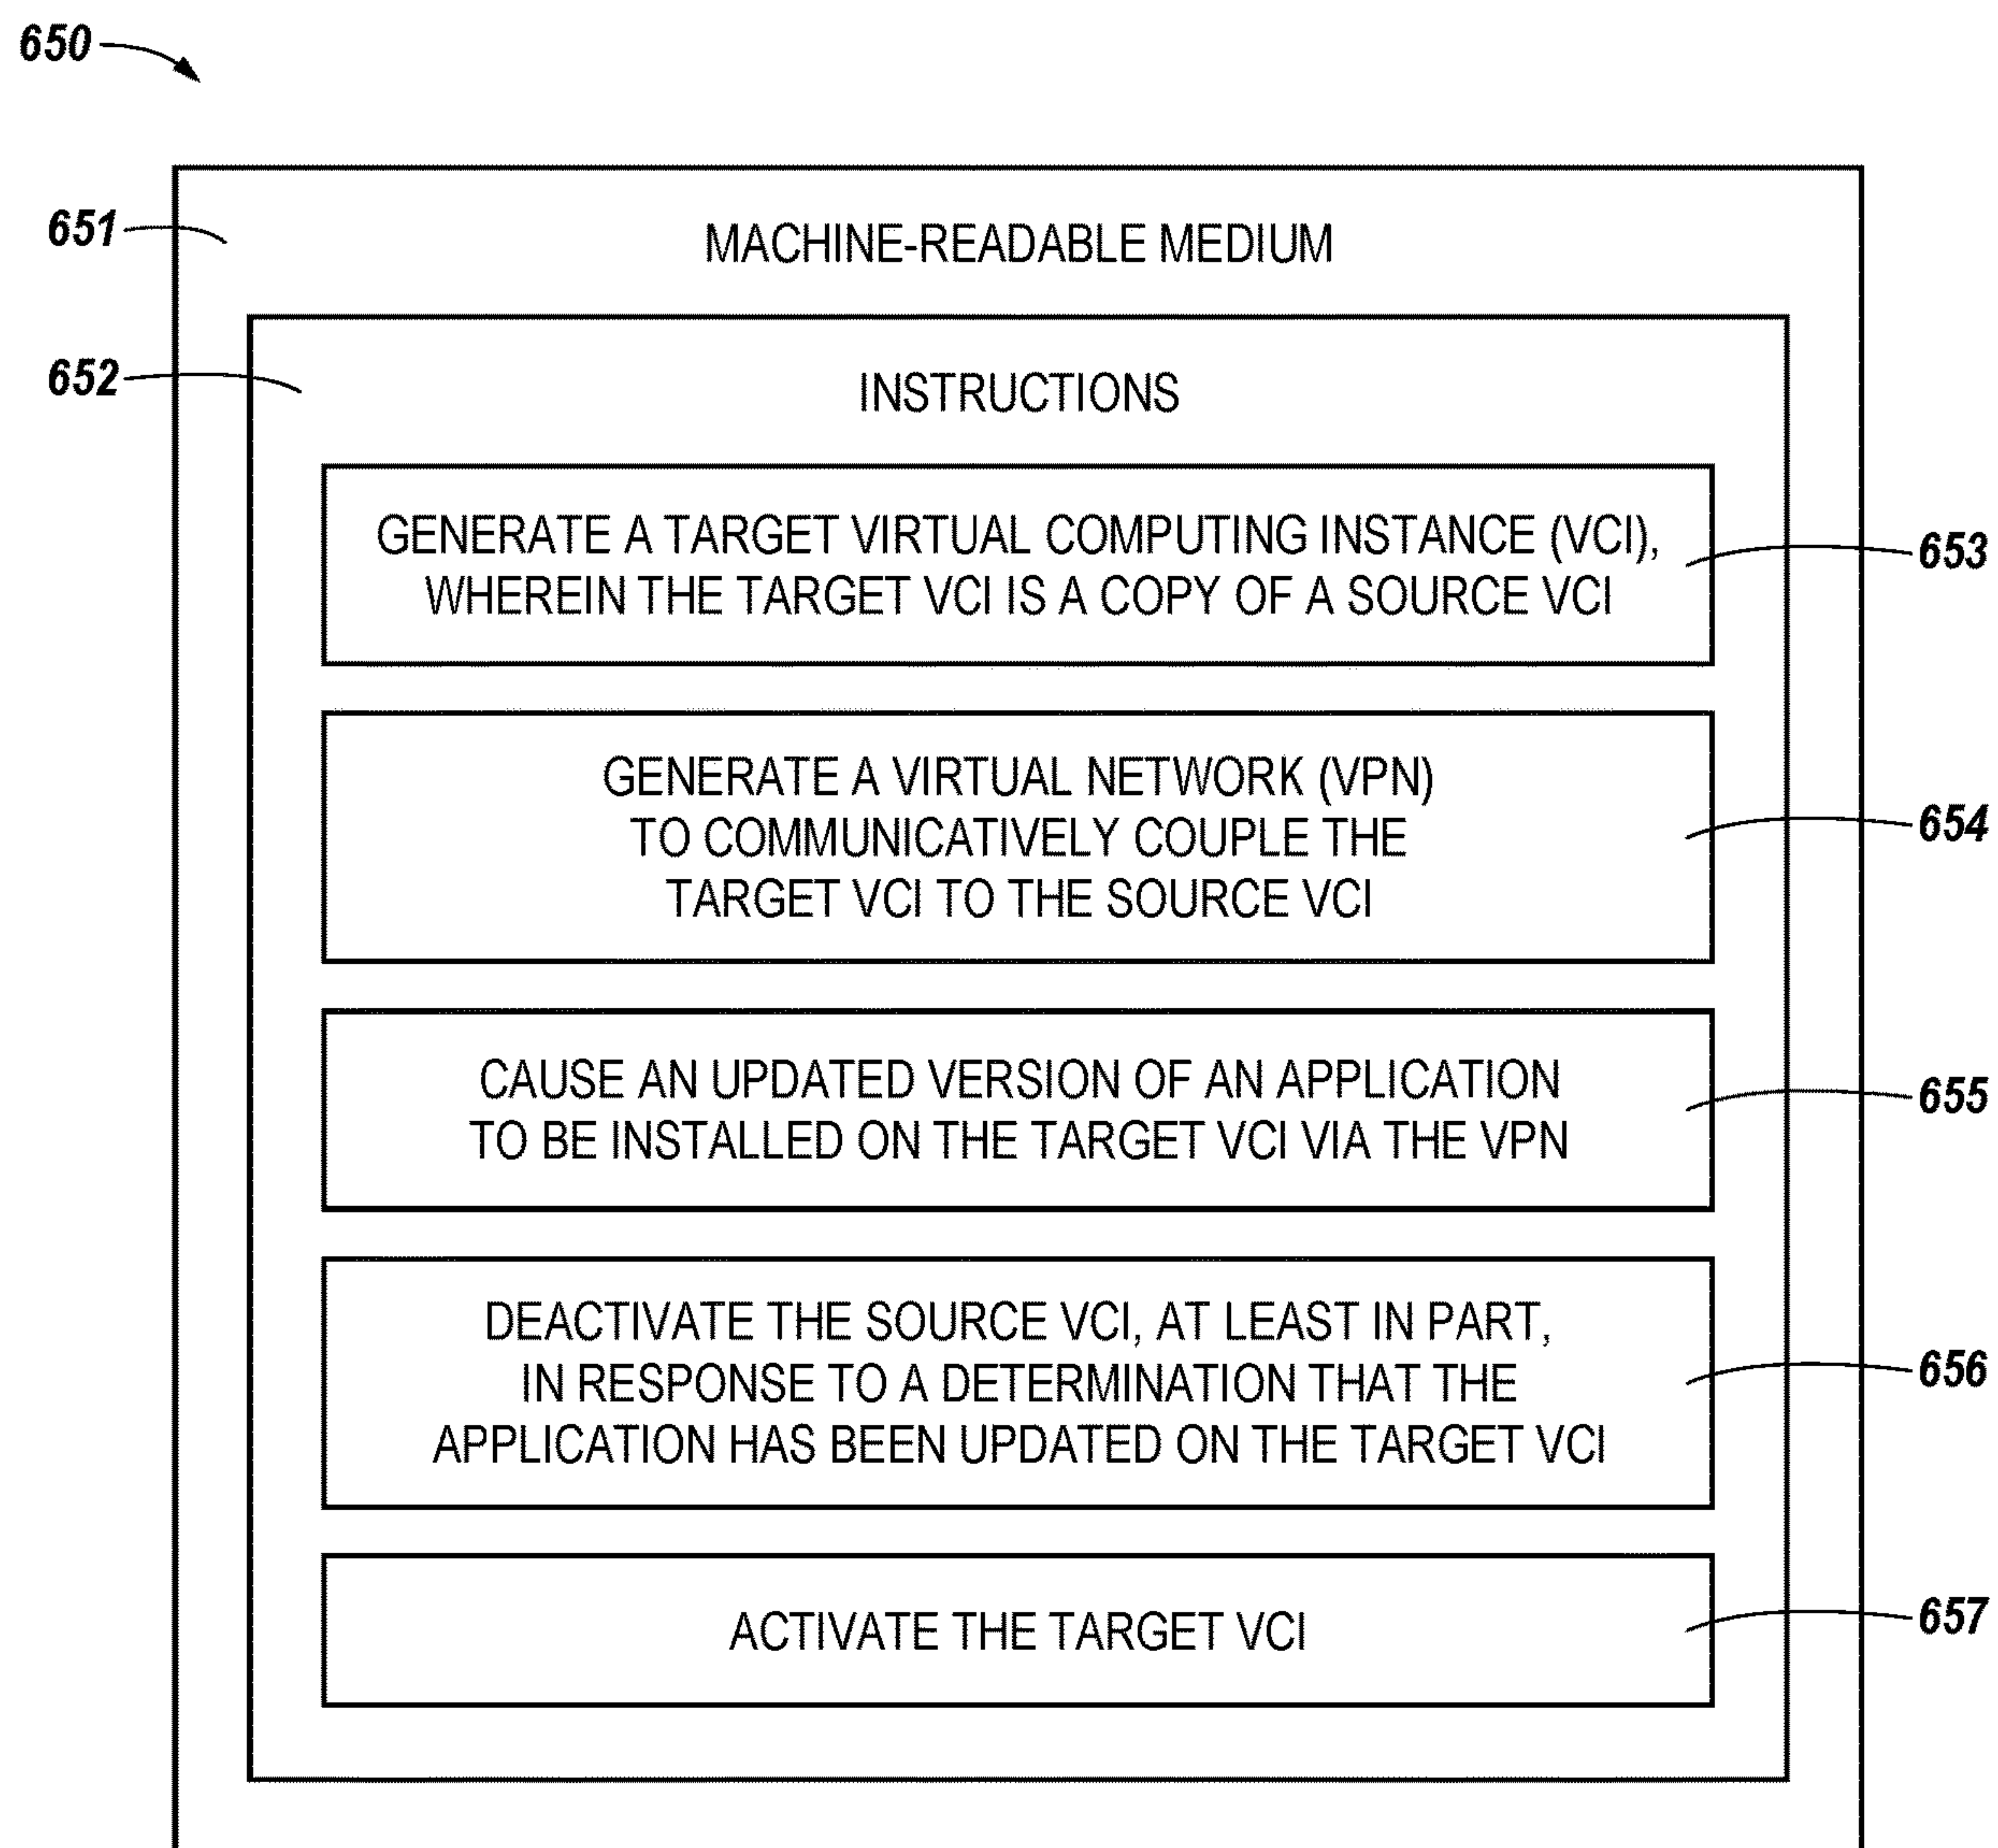 650
651
MACHINE-READABLE MEDIUM
652
INSTRUCTIONS
GENERATE A TARGET VIRTUAL COMPUTING INSTANCE (VCI),
WHEREIN THE TARGET VCI IS A COPY OF A SOURCE VCI
653
GENERATE A VIRTUAL NETWORK (VPN)
TO COMMUNICATIVELY COUPLE THE
TARGET VCI TO THE SOURCE VCI
654
CAUSE AN UPDATED VERSION OF AN APPLICATION
TO BE INSTALLED ON THE TARGET VCI VIA THE VPN
655
DEACTIVATE THE SOURCE VCI, AT LEAST IN PART,
IN RESPONSE TO A DETERMINATION THAT THE
APPLICATION HAS BEEN UPDATED ON THE TARGET VCI
656
ACTIVATE THE TARGET VCI
657